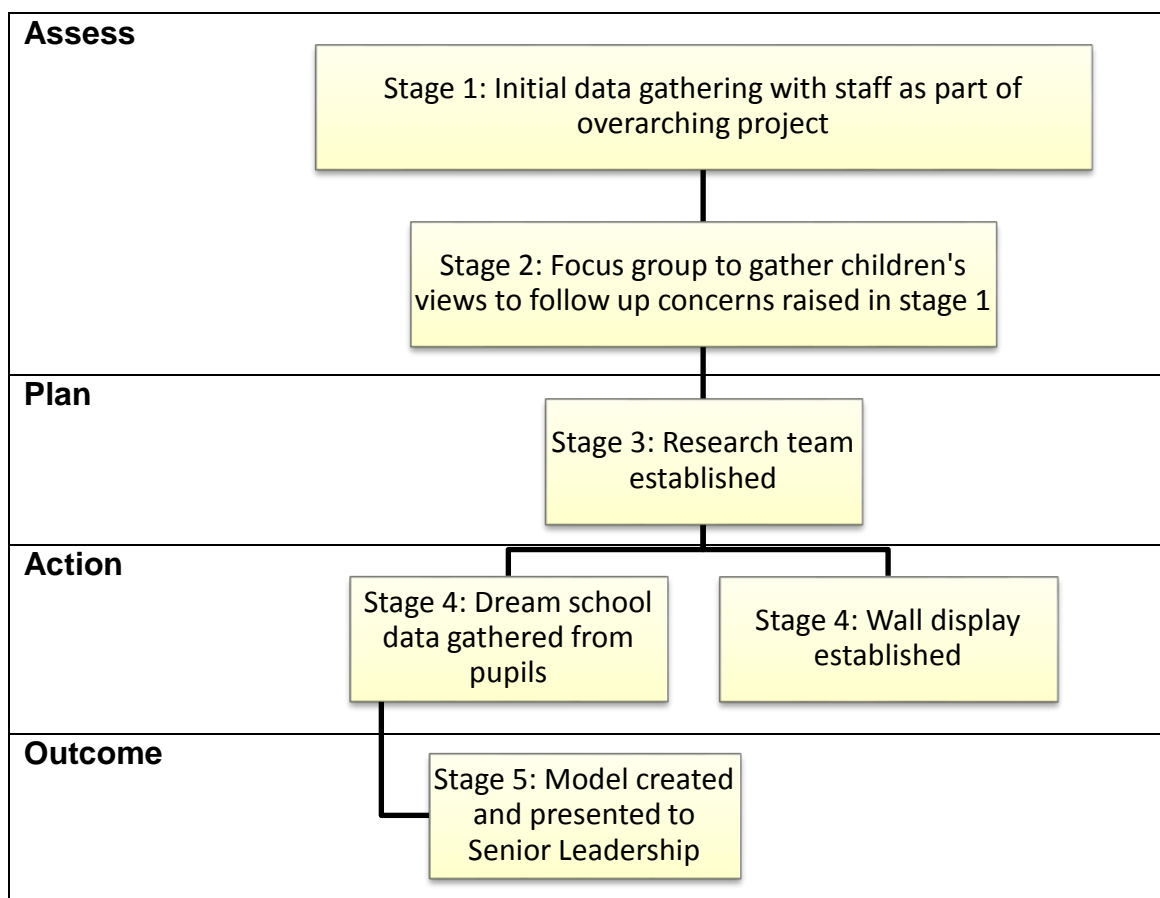 Assess
Stage 1: Initial data gathering with staff as part of
overarching project
Stage 2: Focus group to gather children's
views to follow up concerns raised in stage 1
Plan
Stage 3: Research team
established
Action
Stage 4: Dream school
data gathered from
pupils
Stage 4: Wall display
established
Outcome
Stage 5: Model created
and presented to
Senior Leadership